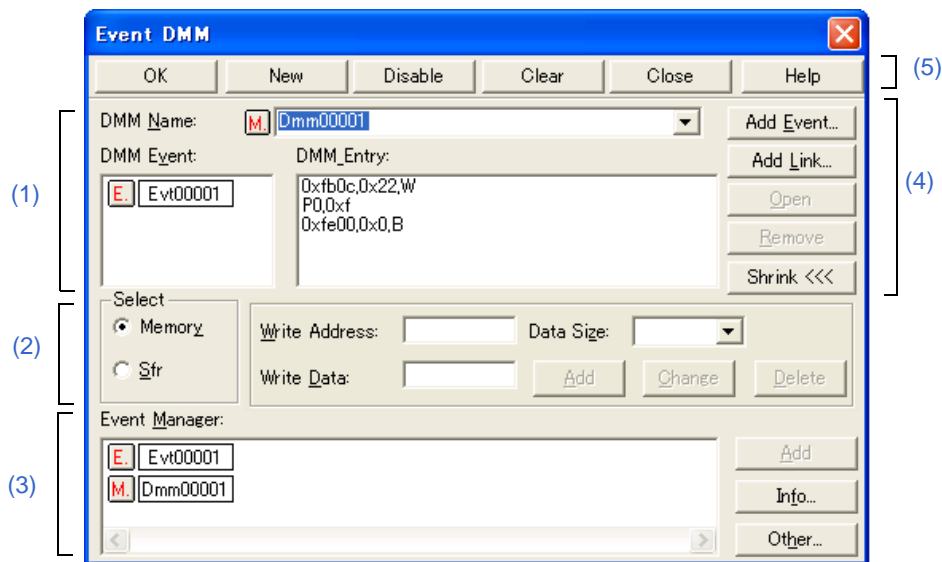 Event DMM
OK New Disable Clear Close Help
(5)
DMM Name: M. Dmm00001 Add Event...
DMM Event: DMM_Entry: Add Link...
(1)
E. Evt00001
0xfb0c,0x22,W
P0,0xf
0xfe00,0x0,B
Open
Remove
Shrink <<<
(4)
Select
(2)
Memory
Sfr
Write Address: Data Size:
Write Data: Add Change Delete
Event Manager:
(3)
E. Evt00001
M. Dmm00001
Add
Info...
Other...